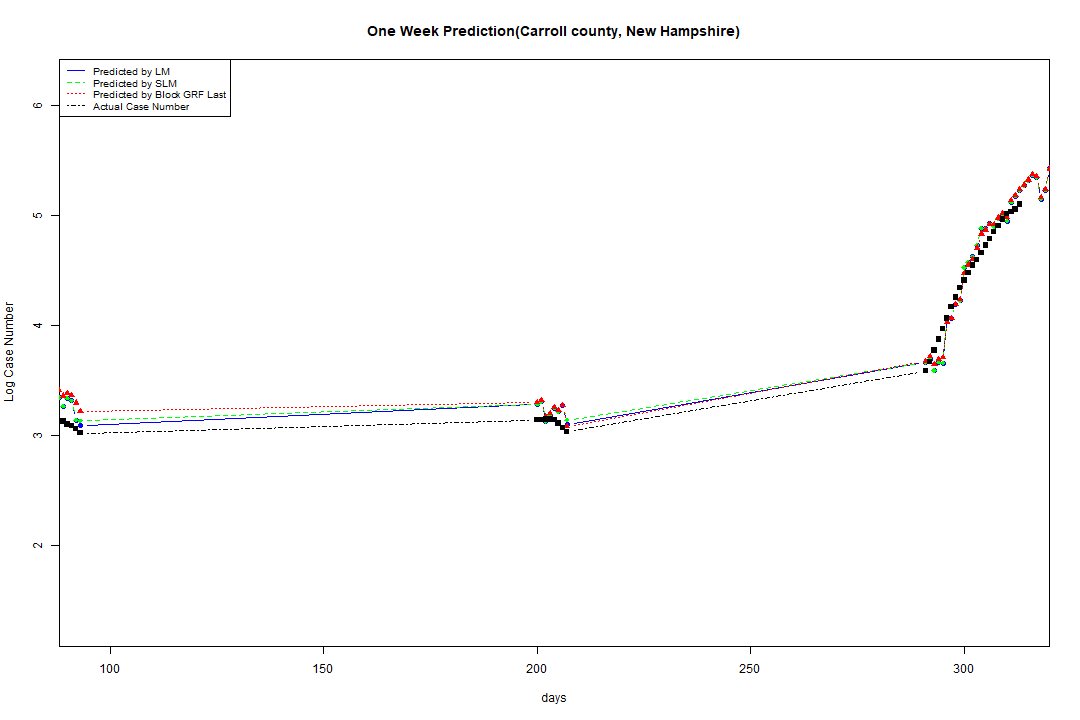 One Week Prediction(Carroll county, New Hampshire)
Predicted by LM
Predicted by SLM
Predicted by Block GRF Last
Actual Case Number
Log Case Number
6
5
4
3
2
100 150 200 250 300
days